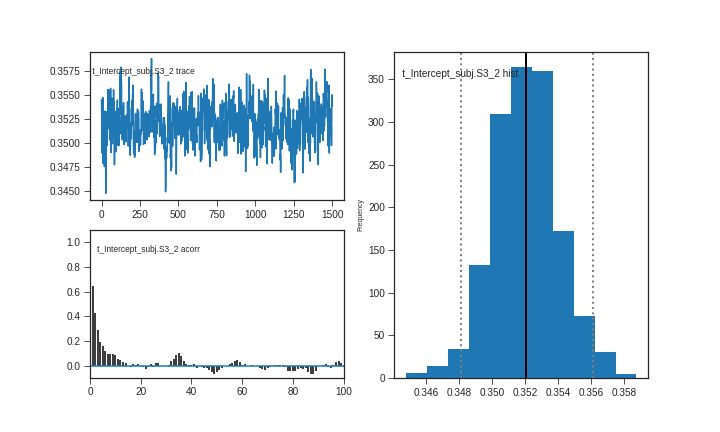 t_Intercept_subj.S3_2 trace
0.3575
0.3550
0.3525
0.3500
0.3475
0.3450
0 250 500 750 1000 1250 1500
t_Intercept_subj.S3_2 acorr
1.0
0.8
0.6
0.4
0.2
0.0
0 20 40 60 80 100
t_Intercept_subj.S3_2 hist
Frequency
350
300
250
200
150
100
50
0
0.346 0.348 0.350 0.352 0.354 0.356 0.358